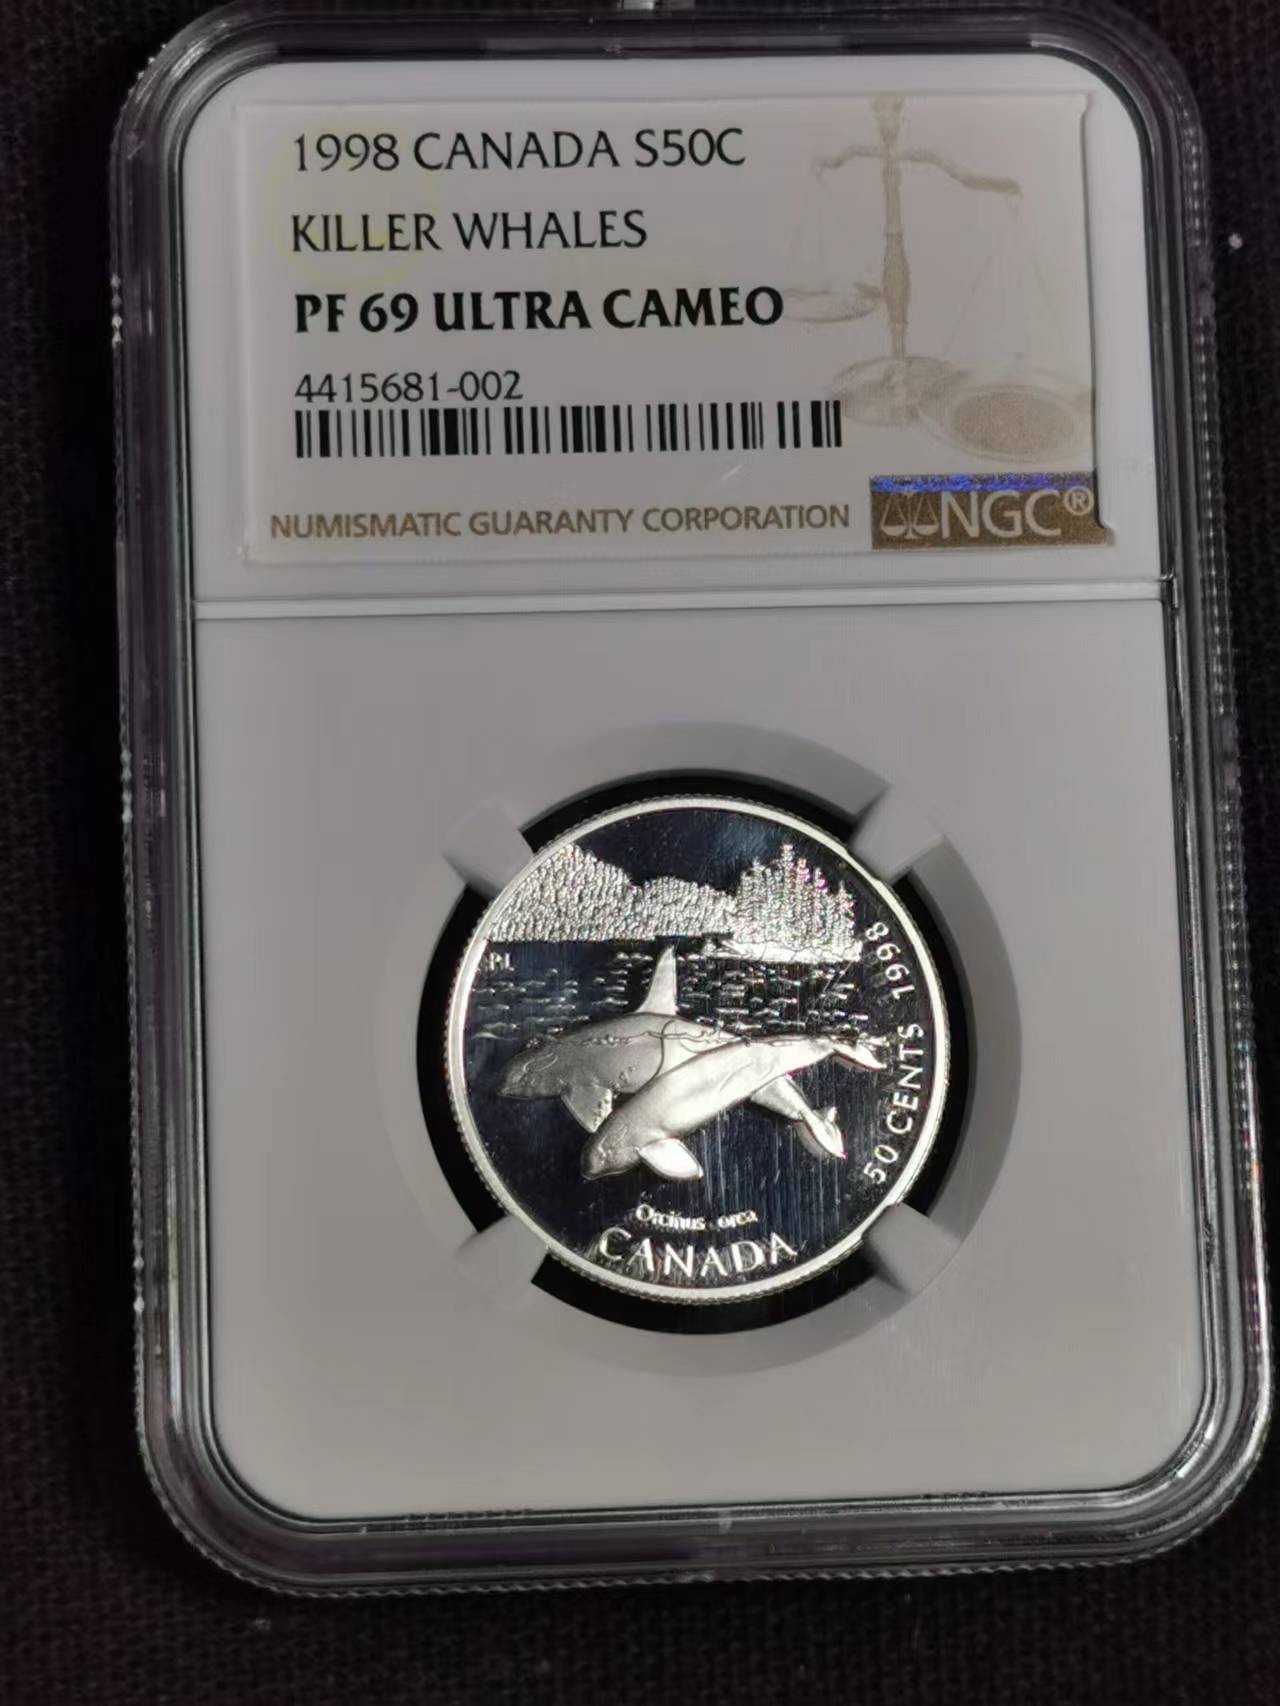 1998 CANADA S50C
KILLER WHALES
PF 69 ULTRA CAMEO
4415681-002
NUMISMATIC GUARANTY CORPORATION
NGC®
PL
50 CENTS 1998
Orcinus orca
CANADA